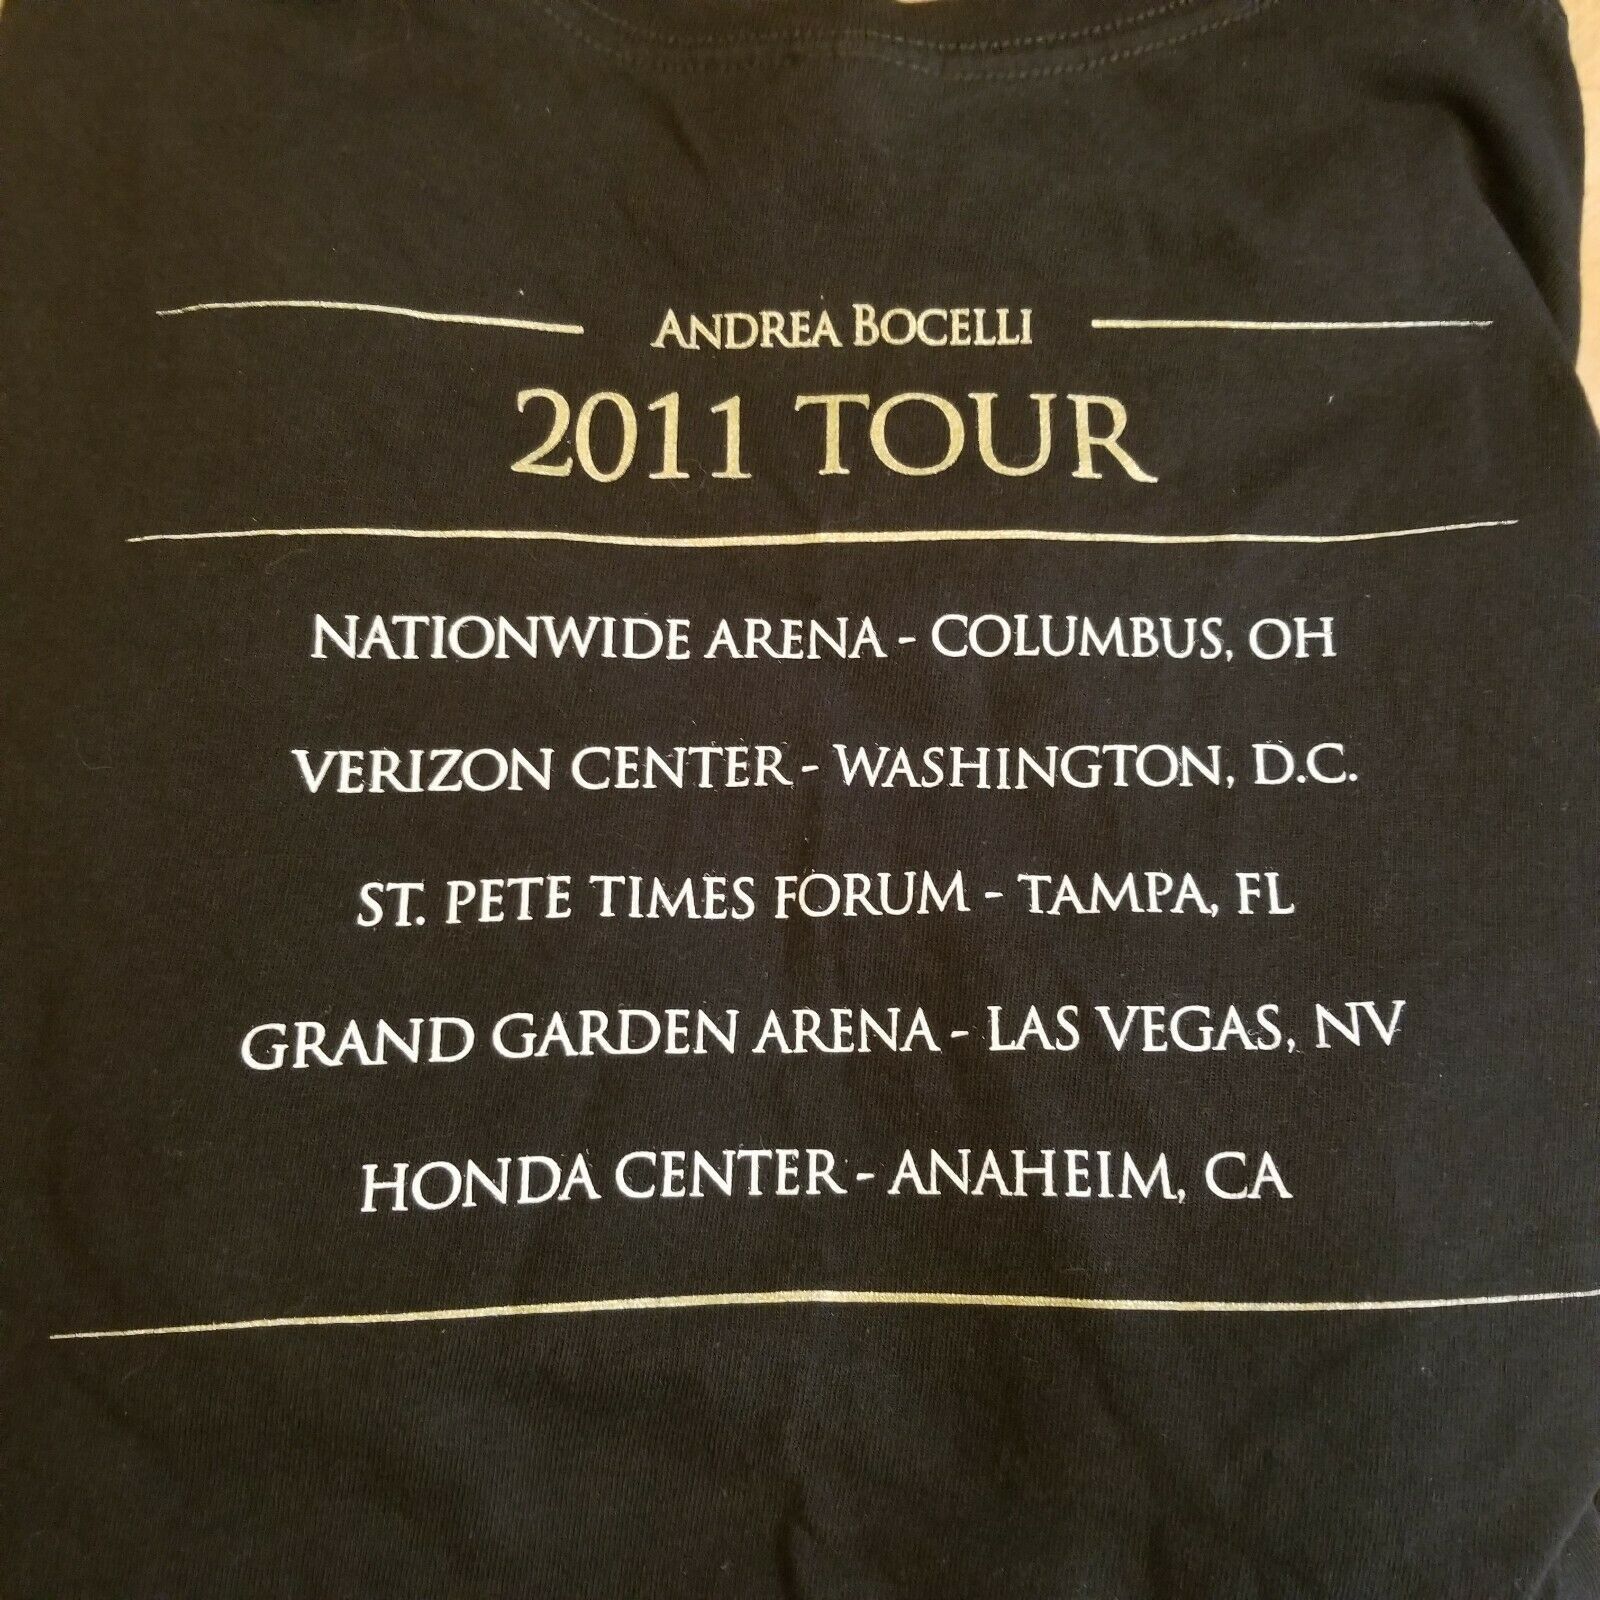 ANDREA BOCELLI
2011 TOUR
NATIONWIDE ARENA - COLUMBUS, OH
VERIZON CENTER - WASHINGTON, D.C.
ST. PETE TIMES FORUM - TAMPA, FL
GRAND GARDEN ARENA - LAS VEGAS, NV
HONDA CENTER - ANAHEIM, CA